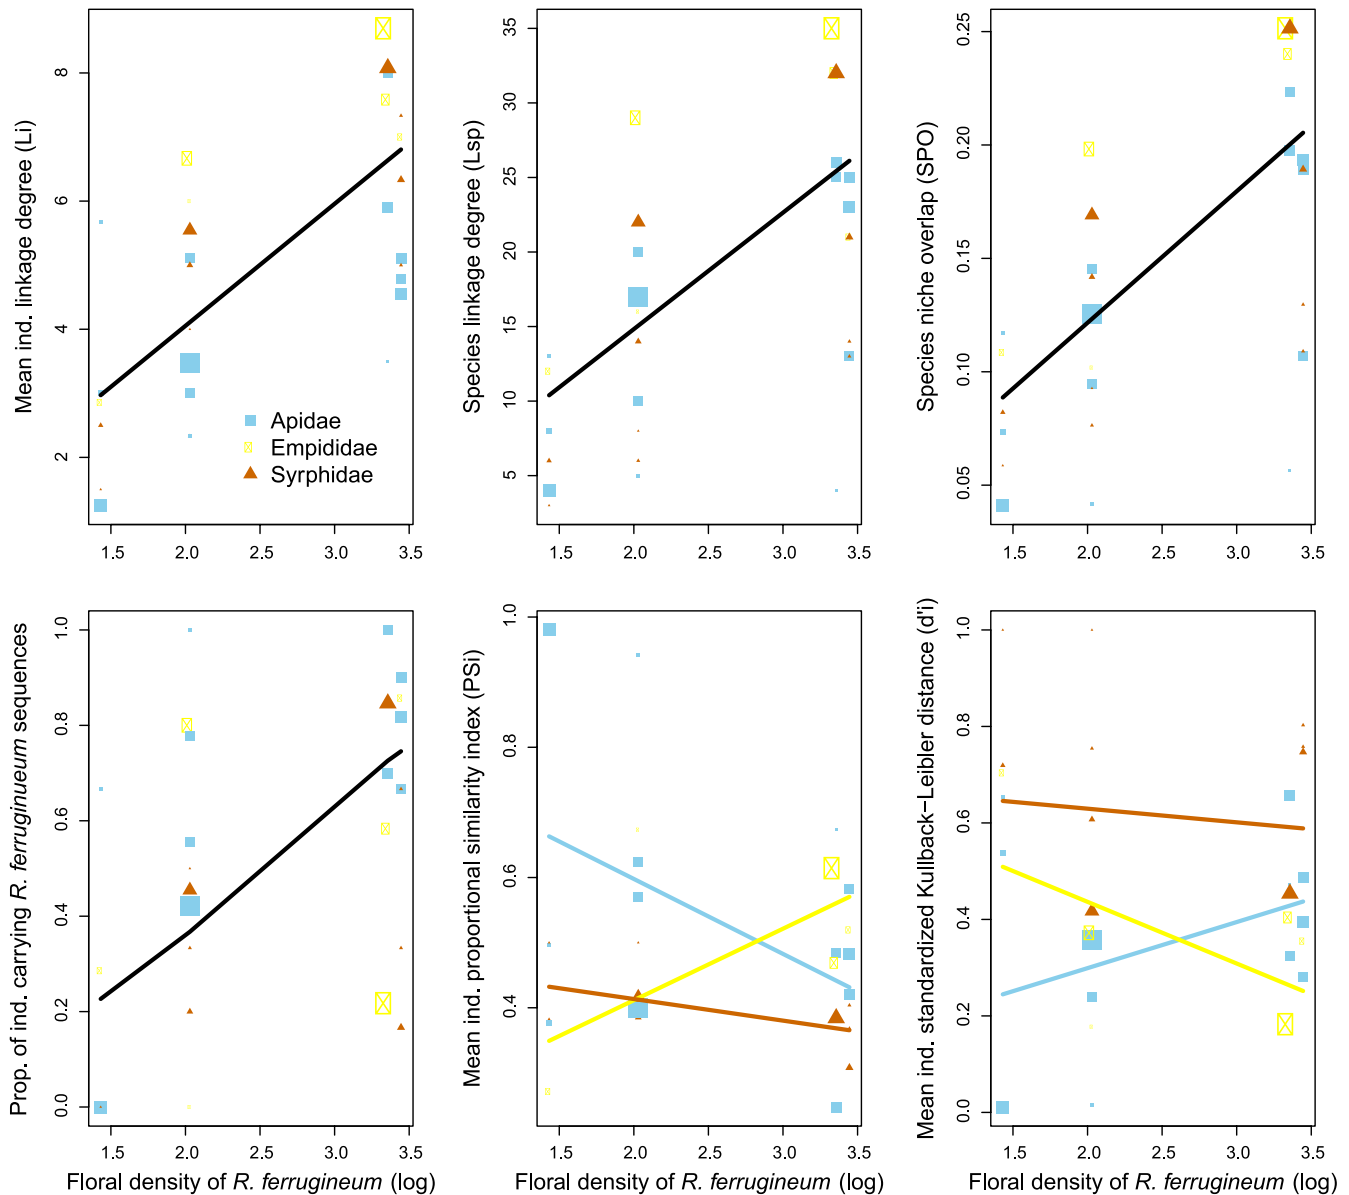 Mean ind. linkage degree (Li)
8
6
4
2
1.5 2.0 2.5 3.0 3.5
Apidae
Empididae
Syrphidae
Species linkage degree (Lsp)
35
30
25
20
15
10
5
1.5 2.0 2.5 3.0 3.5
Species niche overlap (SPO)
0.25
0.20
0.15
0.10
0.05
1.5 2.0 2.5 3.0 3.5
Prop. of ind. carrying R. ferruginueum sequences
1.0
0.8
0.6
0.4
0.2
0.0
1.5 2.0 2.5 3.0 3.5
Floral density of R. ferrugineum (log)
Mean ind. proportional similarity index (PSi)
1.0
0.8
0.6
0.4
1.5 2.0 2.5 3.0 3.5
Floral density of R. ferrugineum (log)
Mean ind. standardized Kullback−Leibler distance (d'i)
1.0
0.8
0.6
0.4
0.2
0.0
1.5 2.0 2.5 3.0 3.5
Floral density of R. ferrugineum (log)